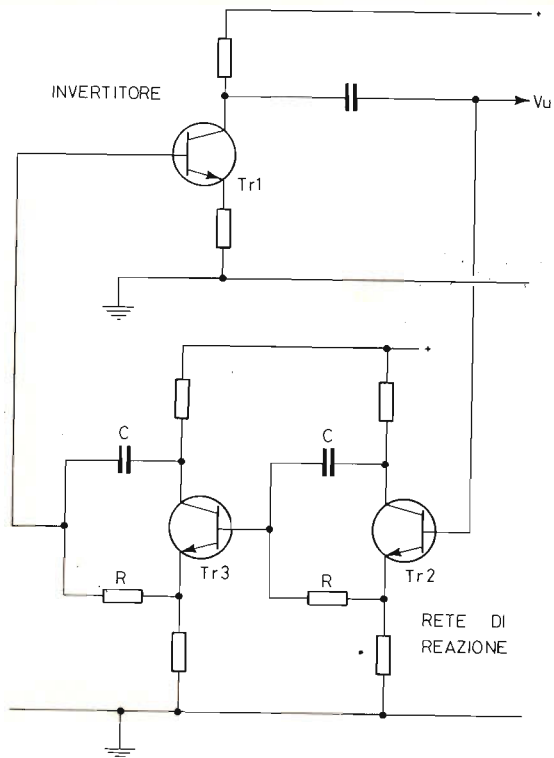 +
INVERTITORE
Vu
Tr1
+
C
C
Tr3
Tr2
R
R
RETE DI
REAZIONE